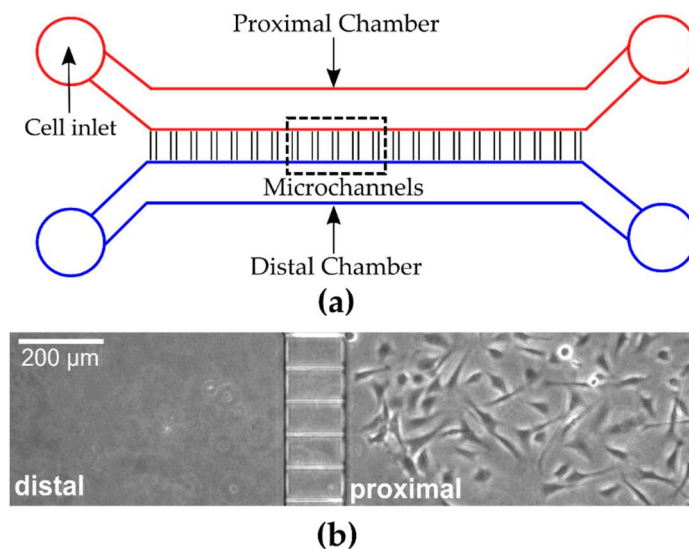 Proximal Chamber
Cell inlet
Microchannels
Distal Chamber
(a)
200 µm
distal
proximal
(b)